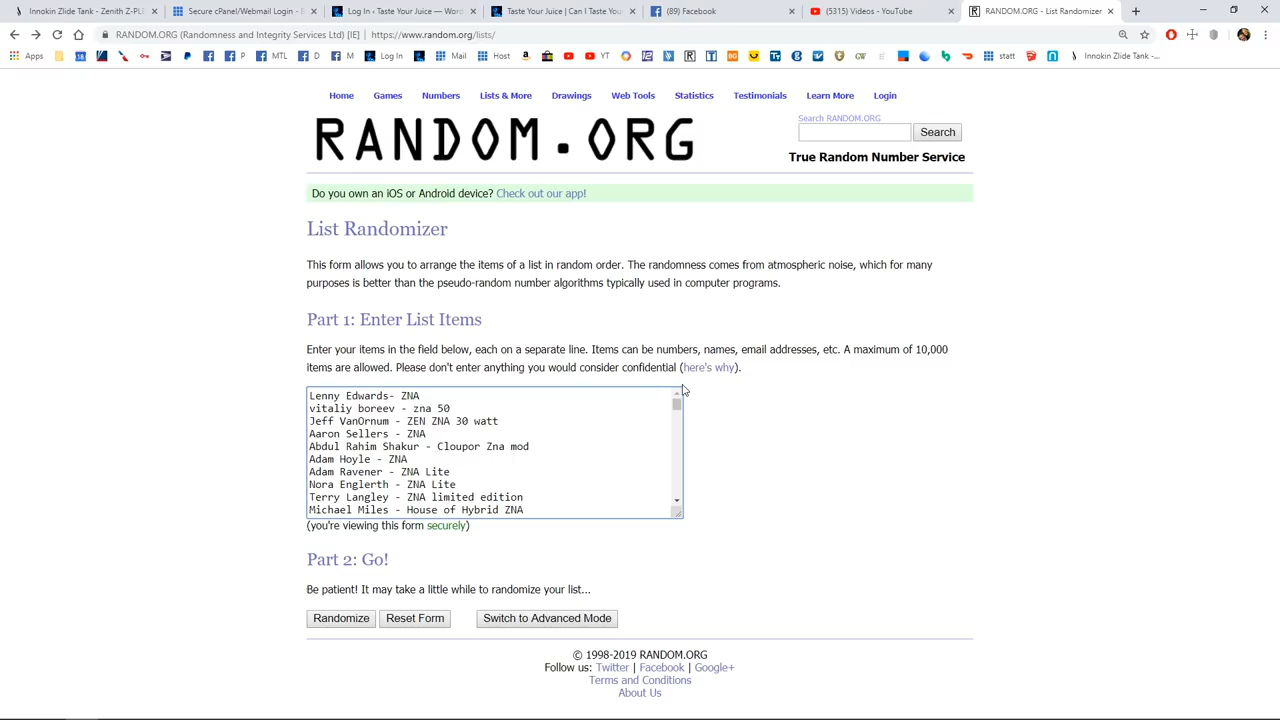 Innokin Zlide Tank - Zenith Z-PLE
Secure cPanel/Webmail Login - E
Log In ‹ Taste Your Juice — Wor
Taste Your Juice | Can I Taste Your
(89) Facebook
(5315) Videos - YouTube
RANDOM.ORG - List Randomizer
RANDOM.ORG (Randomness and Integrity Services Ltd) [IE] | https://www.random.org/lists/
Apps
18
F
F P
F MTL
F D
F M
Log In
Mail
Host
YT
statt
Innokin Zlide Tank -...
Home Games Numbers Lists & More Drawings Web Tools Statistics Testimonials Learn More Login
RANDOM.ORG
Search RANDOM.ORG
Search
True Random Number Service
Do you own an iOS or Android device? Check out our app!
List Randomizer
This form allows you to arrange the items of a list in random order. The randomness comes from atmospheric noise, which for many
purposes is better than the pseudo-random number algorithms typically used in computer programs.
Part 1: Enter List Items
Enter your items in the field below, each on a separate line. Items can be numbers, names, email addresses, etc. A maximum of 10,000
items are allowed. Please don't enter anything you would consider confidential (here's why).
Lenny Edwards- ZNA
vitaliy boreev - zna 50
Jeff VanOrnum - ZEN ZNA 30 watt
Aaron Sellers - ZNA
Abdul Rahim Shakur - Cloupor Zna mod
Adam Hoyle - ZNA
Adam Ravener - ZNA Lite
Nora Englerth - ZNA Lite
Terry Langley - ZNA limited edition
Michael Miles - House of Hybrid ZNA
(you're viewing this form securely)
Part 2: Go!
Be patient! It may take a little while to randomize your list...
Randomize Reset Form Switch to Advanced Mode
© 1998-2019 RANDOM.ORG
Follow us: Twitter | Facebook | Google+
Terms and Conditions
About Us